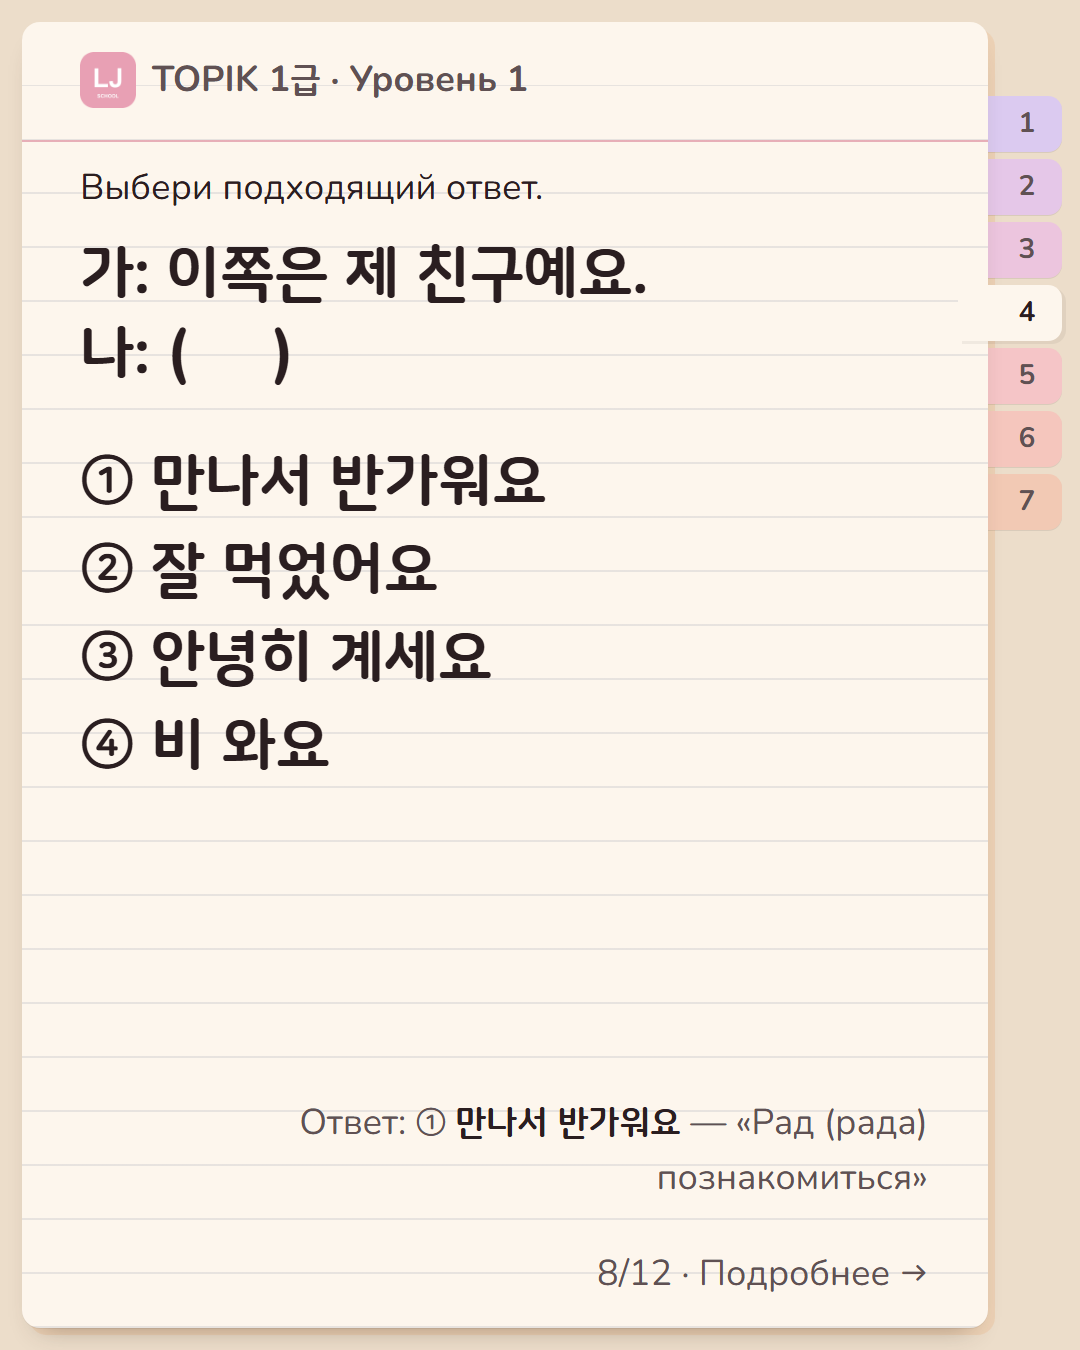 LJ
SCHOOL
TOPIK 1급 · Уровень 1
1
2
3
4
5
6
7
Выбери подходящий ответ.
가: 이쪽은 제 친구예요.
나: ( )
① 만나서 반가워요
② 잘 먹었어요
③ 안녕히 계세요
④ 비 와요
Ответ: ① 만나서 반가워요 — «Рад (рада)
познакомиться»
8/12 · Подробнее →